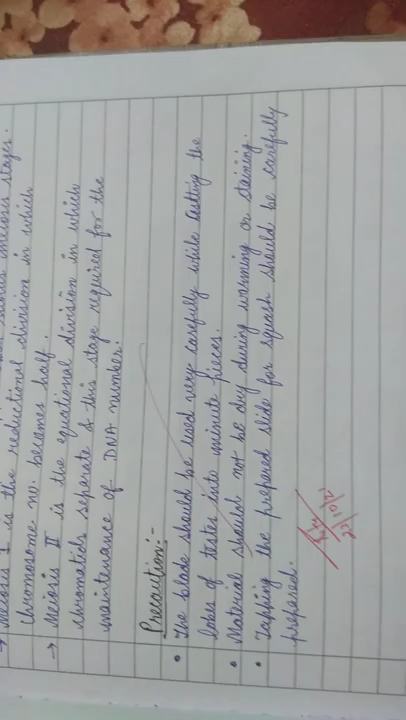 meiosis stages.
→ Meiosis I is the reductional division in which
chromosome no. becomes half.
→ Meiosis II is the equational division in which
chromatids separate & this stage required for the
maintenance of DNA number.
Precaution:-
• The blade should be used very carefully while cutting the
lobes of testes into minute pieces.
• Material should not be dry during warming or staining.
• Tapping the prepared slide for squash should be carefully
prepared.